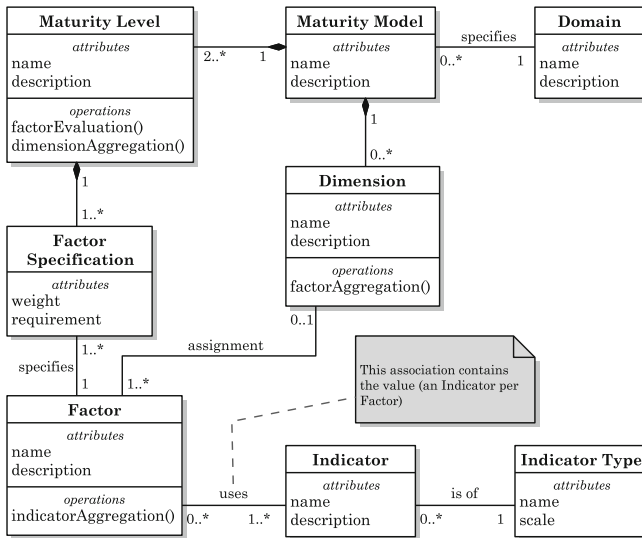 Maturity Level
attributes
name
description
operations
factorEvaluation()
dimensionAggregation()
2..*
1
Maturity Model
attributes
name
description
specifies
0..*
1
Domain
attributes
name
description
1
0..*
1
1..*
Dimension
attributes
name
description
operations
factorAggregation()
Factor
Specification
attributes
weight
requirement
0..1
assignment
1..*
1..*
specifies
1
This association contains
the value (an Indicator per
Factor)
Factor
attributes
name
description
operations
indicatorAggregation()
uses
0..*
1..*
Indicator
attributes
name
description
is of
0..*
1
Indicator Type
attributes
name
scale